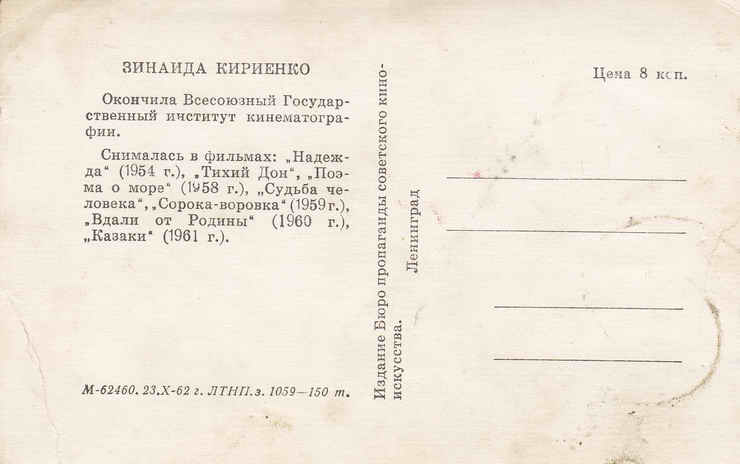 ЗИНАИДА КИРИЕНКО
Окончила Всесоюзный Государ-
ственный институт кинематогра-
фии.
Снималась в фильмах: „Надеж-
да“ (1954 г.), „Тихий Дон“, „Поэ-
ма о море“ (1958 г.), „Судьба че-
ловека“, „Сорока-воровка“ (1959 г.),
„Вдали от Родины“ (1960 г.),
„Казаки“ (1961 г.).
М-62460. 23.X-62 г. ЛТНП.з. 1059—150 т.
Издание Бюро пропаганды советского кино-
искусства.
Ленинград
Цена 8 коп.